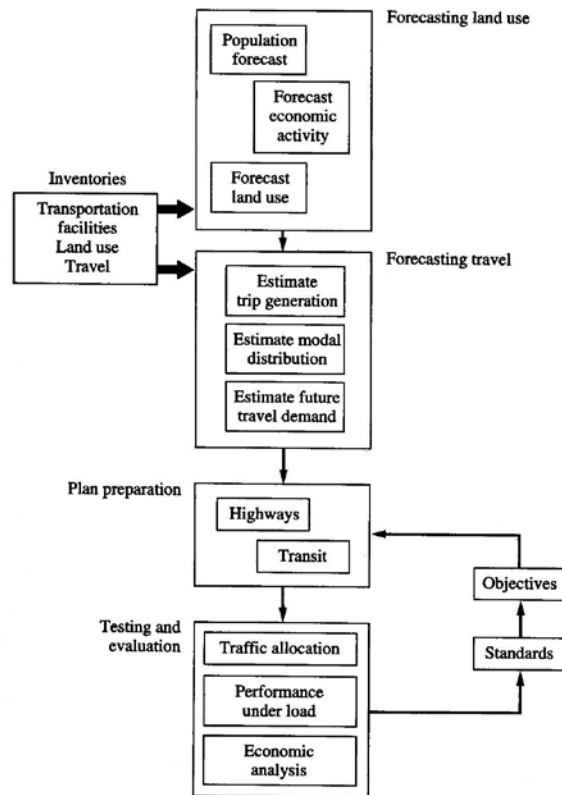 Forecasting land use
Population
forecast
Forecast
economic
activity
Forecast
land use
Inventories
Transportation
facilities
Land use
Travel
Forecasting travel
Estimate
trip generation
Estimate modal
distribution
Estimate future
travel demand
Plan preparation
Highways
Transit
Objectives
Standards
Testing and
evaluation
Traffic allocation
Performance
under load
Economic
analysis